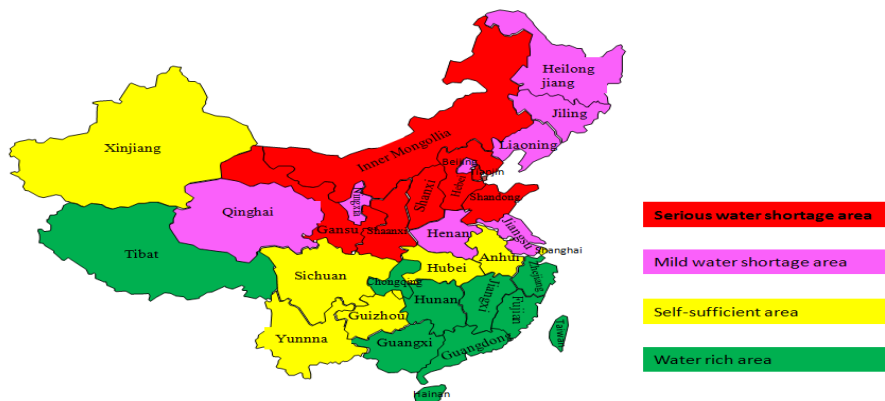 Heilong
jiang
Jiling
Liaoning
Xinjiang
Inner Mongollia
Beijing
Tianjin
Hebei
Shanxi
Ningxia
Shandong
Qinghai
Gansu
Shaanxi
Henan
Jiangsu
Tibat
Shanghai
Anhui
Hubei
Sichuan
Chongqing
Zhejiang
Hunan
Jiangxi
Fujian
Guizhou
Yunnna
Guangxi
Guangdong
Taiwan
Hainan
Serious water shortage area
Mild water shortage area
Self-sufficient area
Water rich area